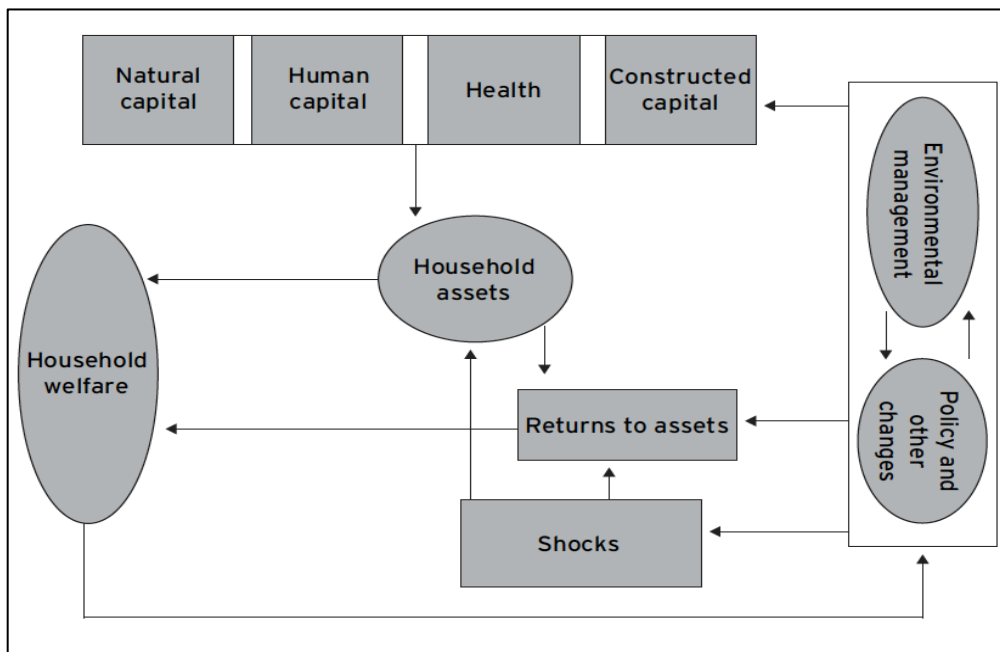 Natural
capital
Human
capital
Health
Constructed
capital
Environmental
management
Household
assets
Household
welfare
Returns to assets
Policy and
other
changes
Shocks